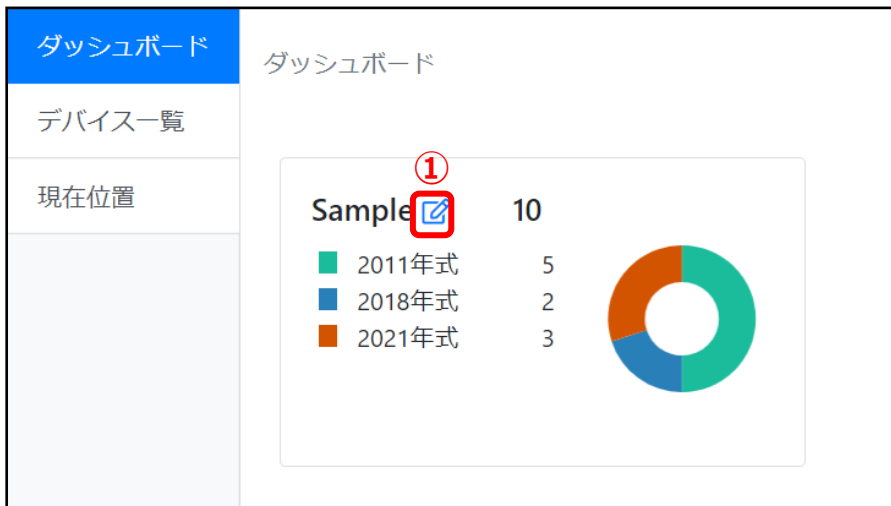 ダッシュボード
デバイス一覧
現在位置
ダッシュボード
①
Sample 10
2011年式 5
2018年式 2
2021年式 3